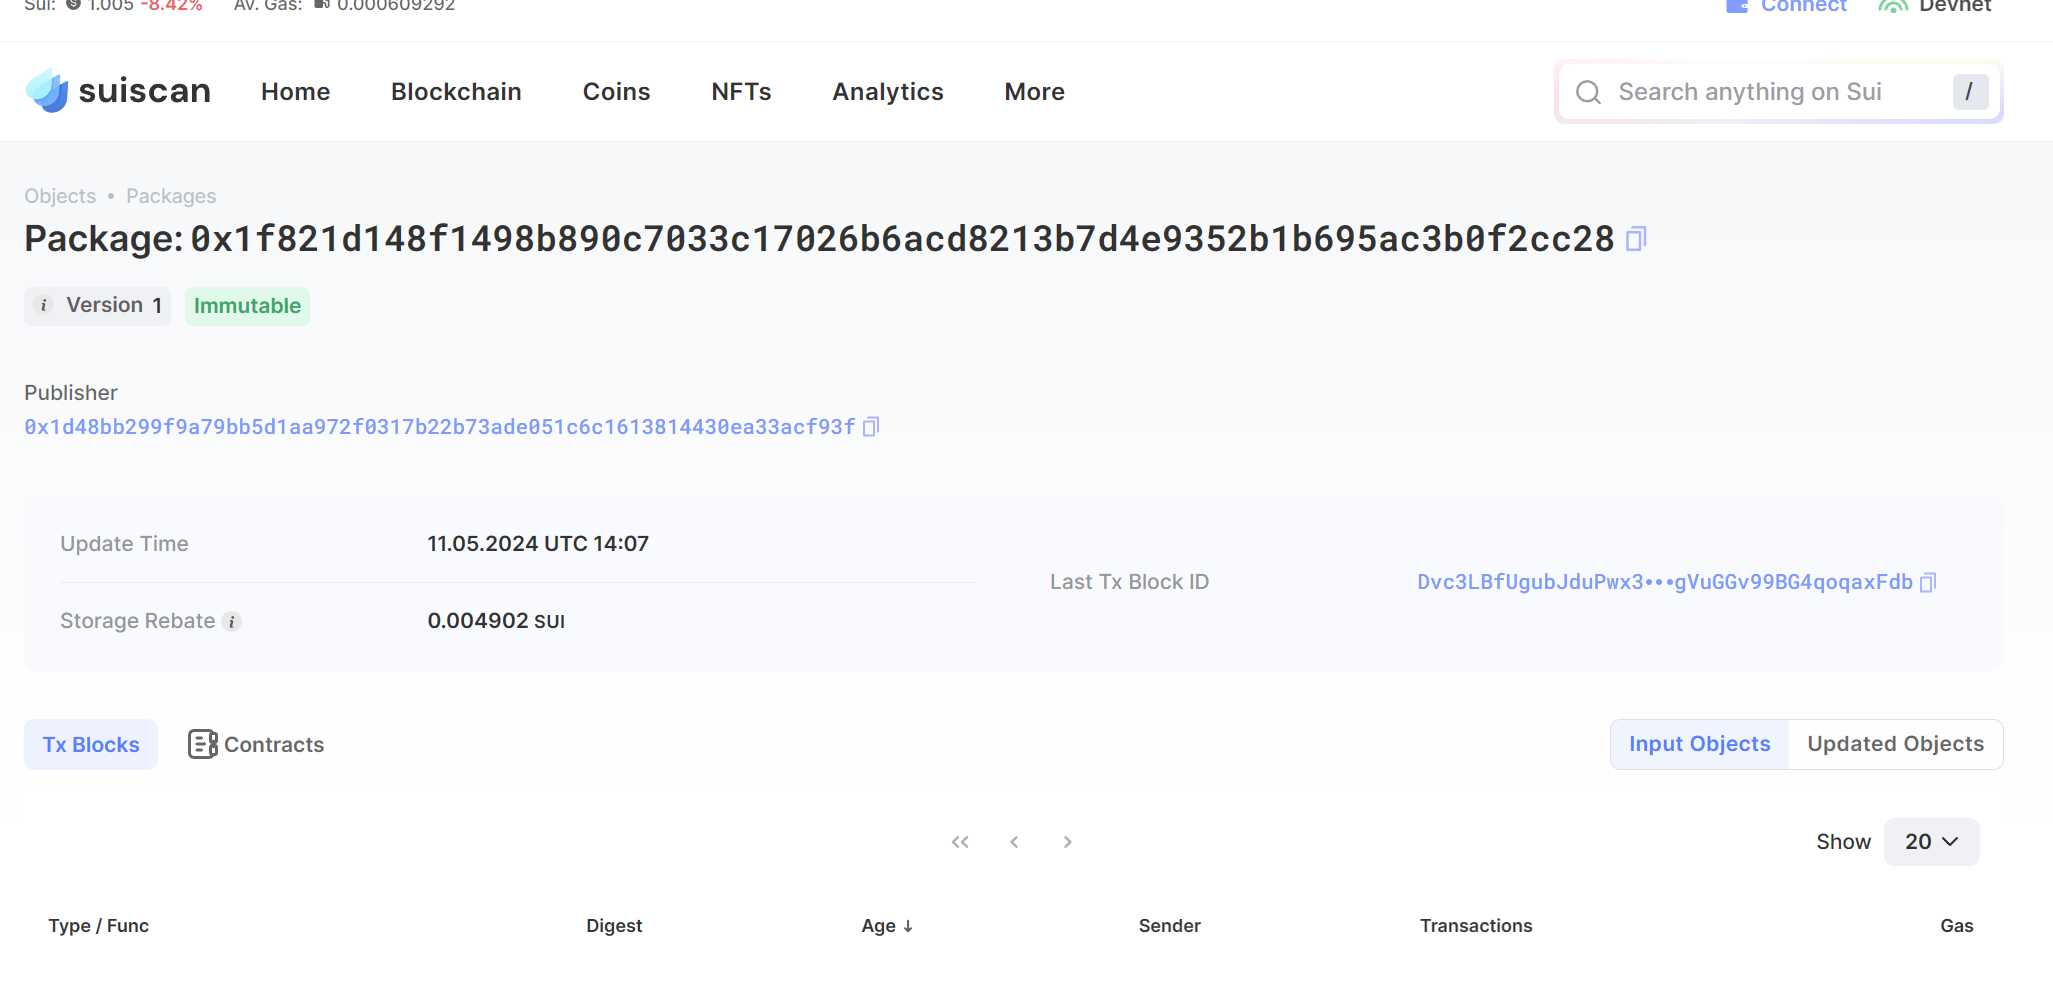 Sui: 1.005 -8.42% Av. Gas: 0.000609292 Connect Devnet
suiscan Home Blockchain Coins NFTs Analytics More Search anything on Sui /
Objects • Packages
Package: 0x1f821d148f1498b890c7033c17026b6acd8213b7d4e9352b1b695ac3b0f2cc28
i Version 1 Immutable
Publisher
0x1d48bb299f9a79bb5d1aa972f0317b22b73ade051c6c1613814430ea33acf93f
Update Time 11.05.2024 UTC 14:07
Last Tx Block ID Dvc3LBfUgubJduPwx3•••gVuGGv99BG4qoqaxFdb
Storage Rebate i 0.004902 SUI
Tx Blocks Contracts Input Objects Updated Objects
Show 20
Type / Func Digest Age ↓ Sender Transactions Gas